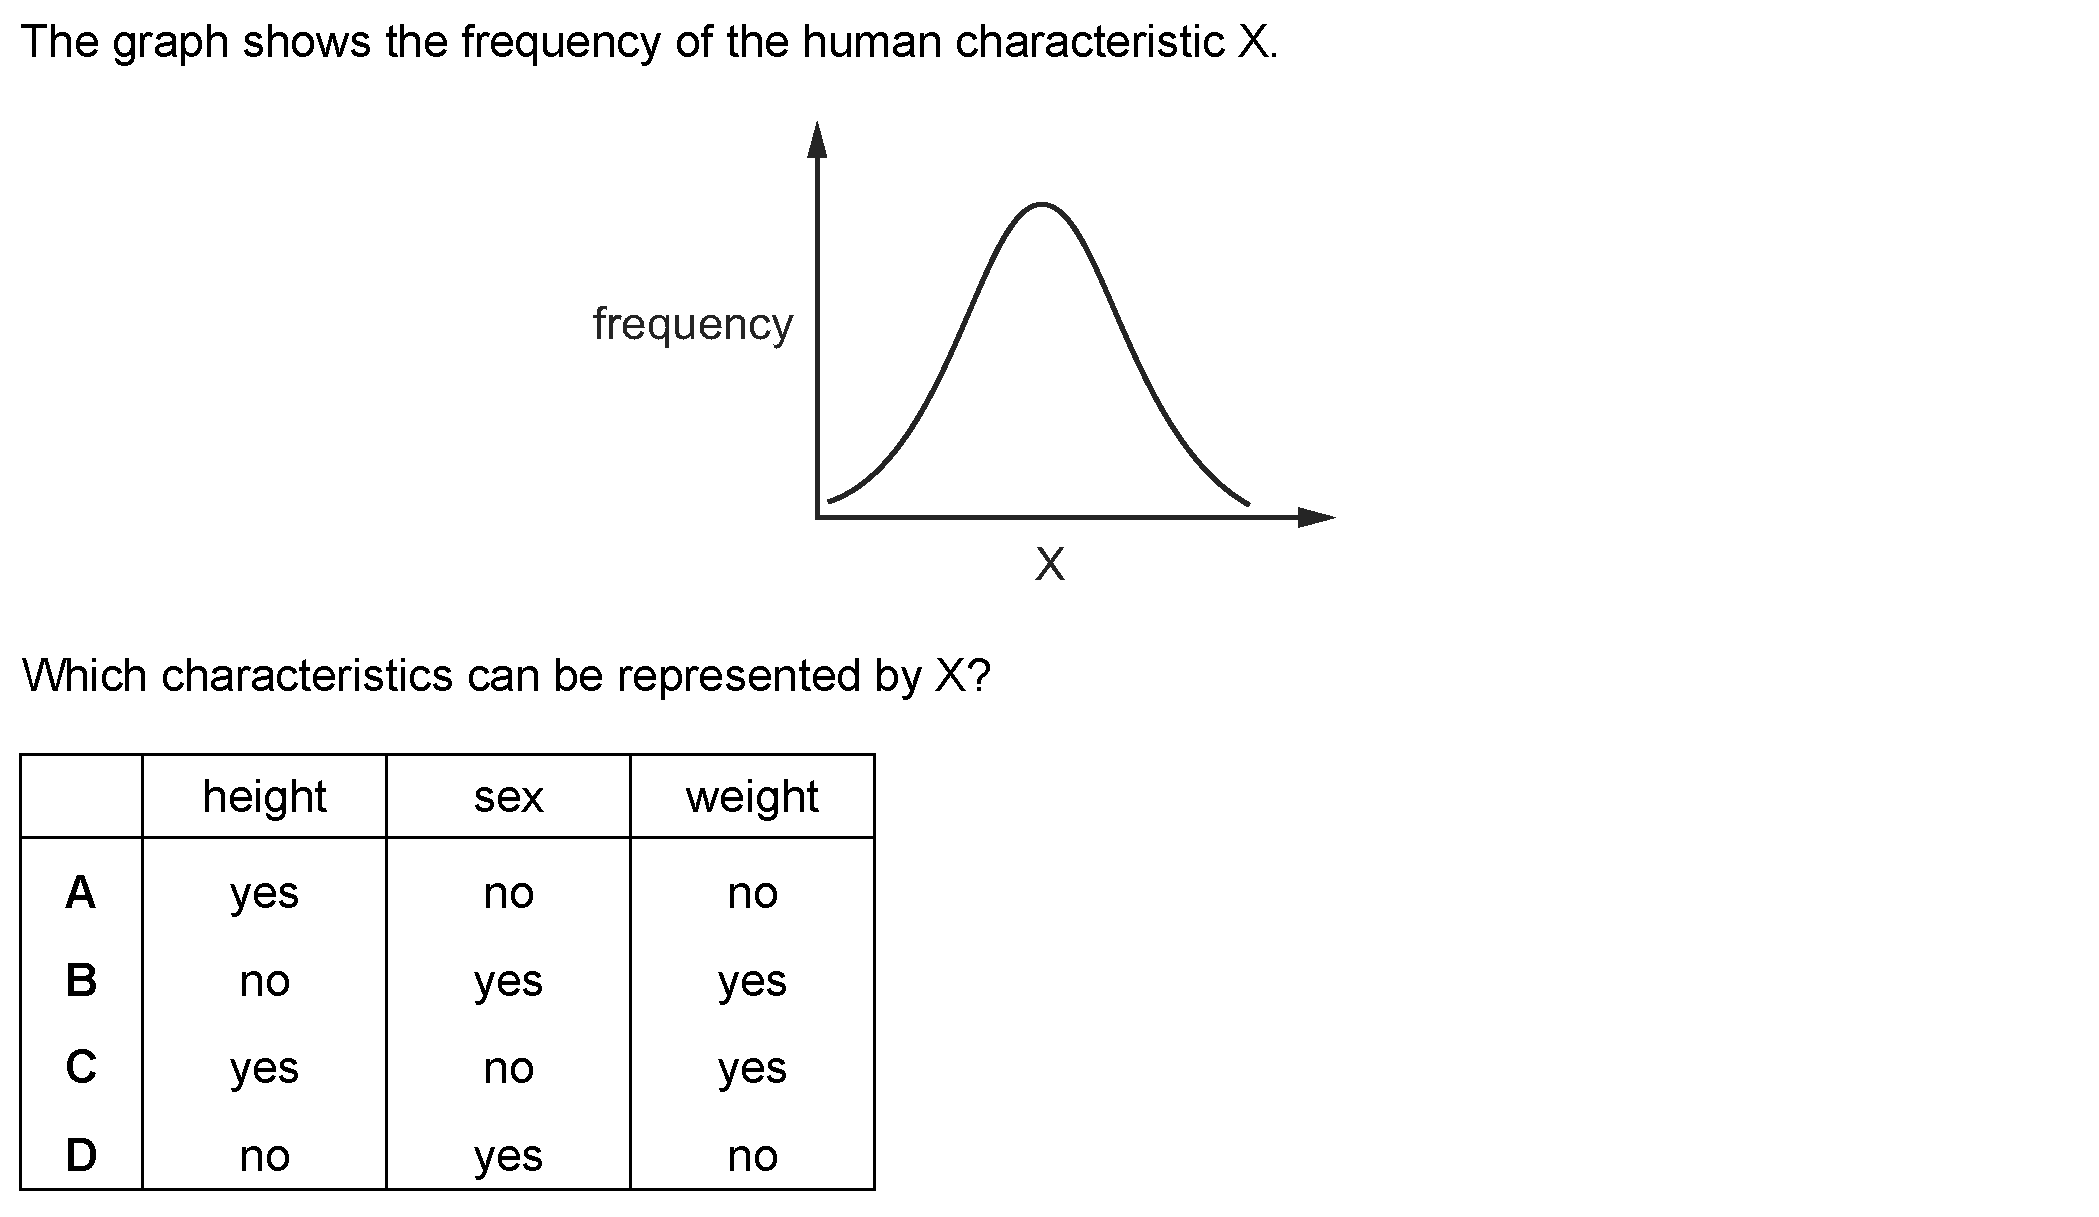 The graph shows the frequency of the human characteristic X.
frequency
X
Which characteristics can be represented by X?
height sex weight
A yes no no
B no yes yes
C yes no yes
D no yes no